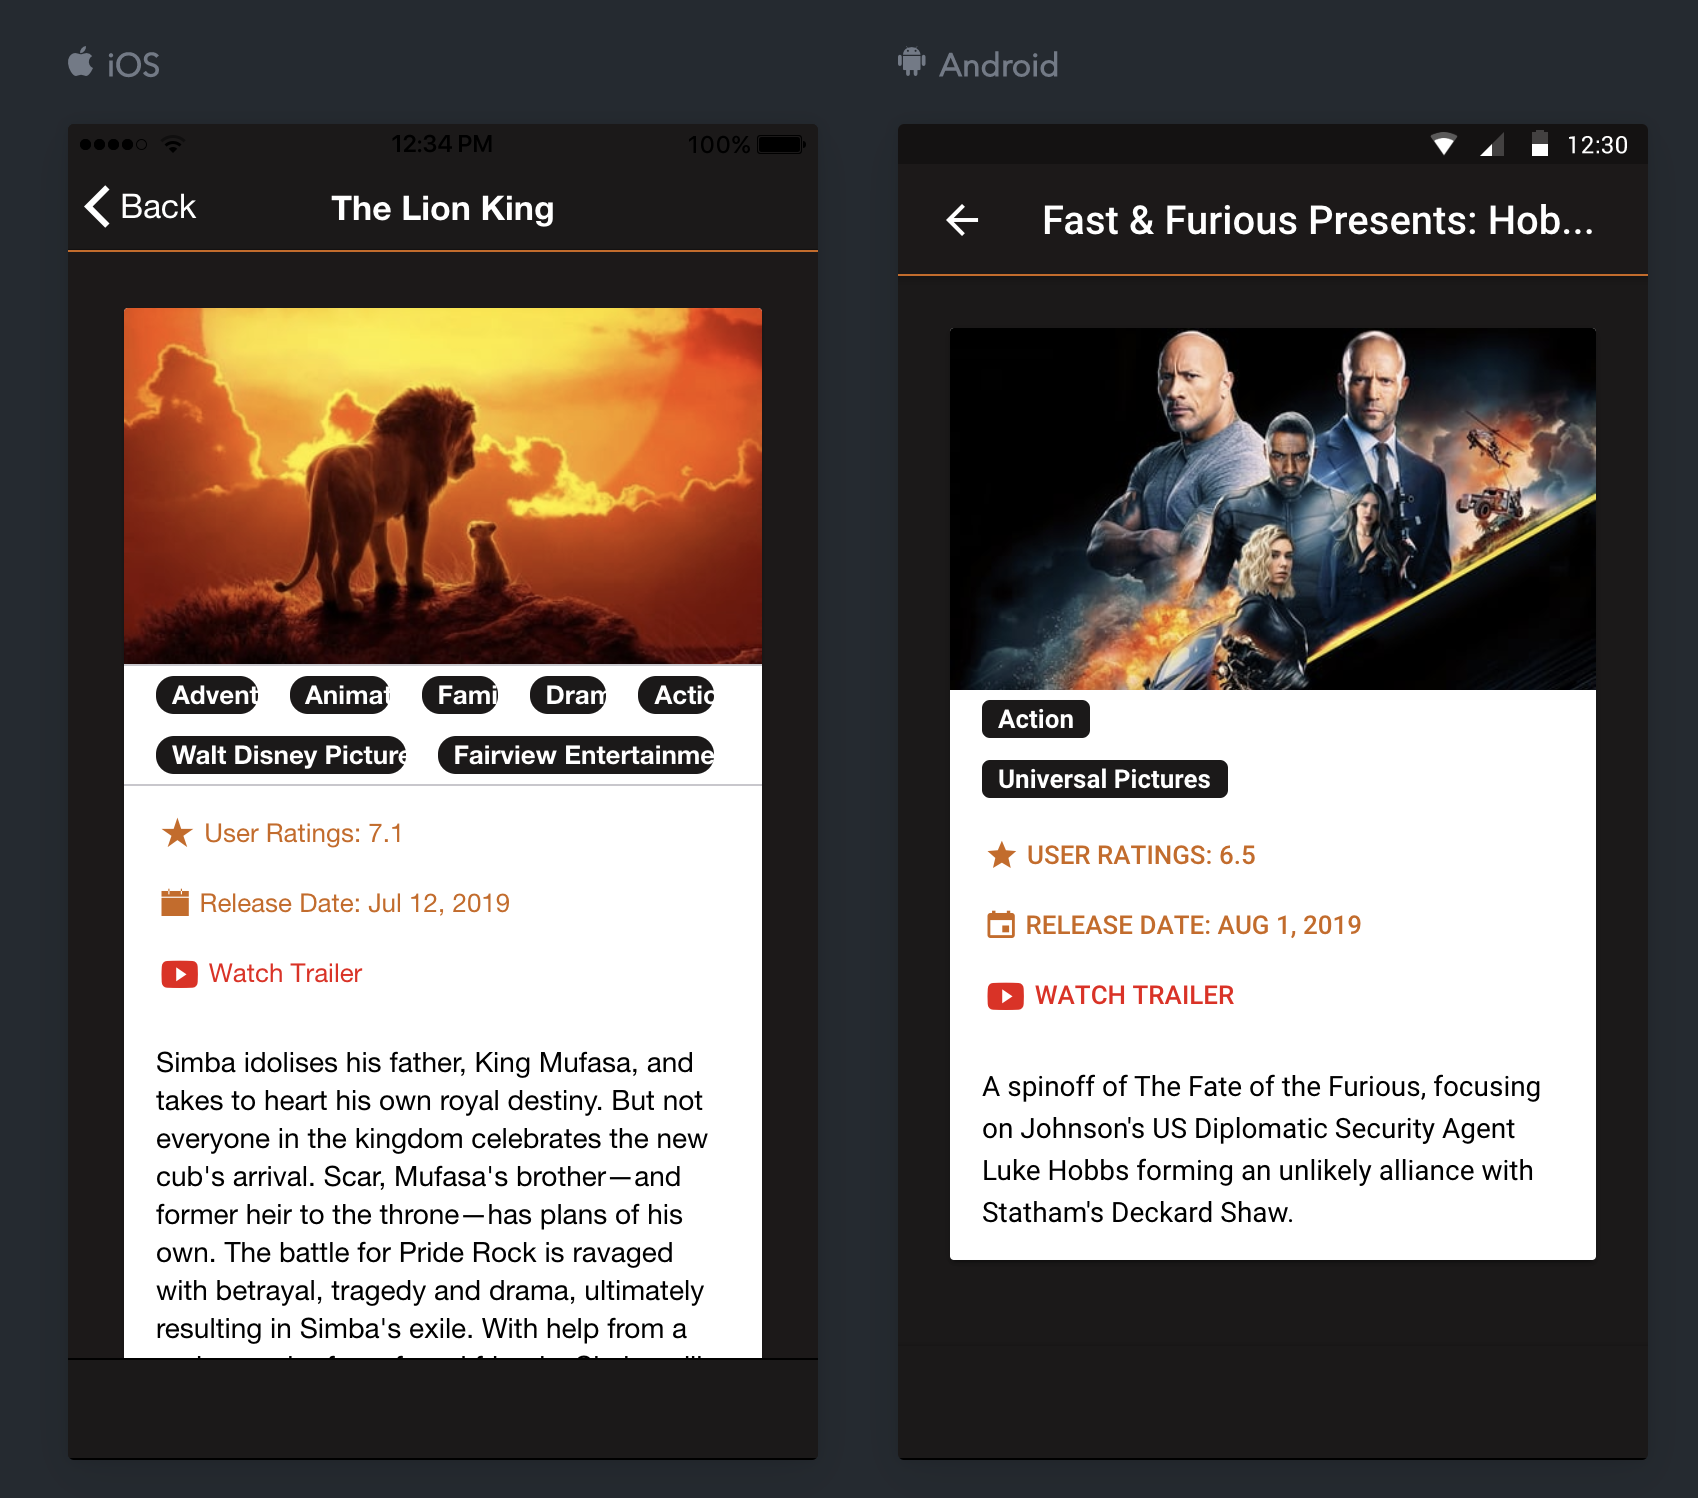 iOS
12:34 PM
100%
Back
The Lion King
Advent
Animat
Fami
Dram
Actio
Walt Disney Picture
Fairview Entertainme
User Ratings: 7.1
Release Date: Jul 12, 2019
Watch Trailer
Simba idolises his father, King Mufasa, and
takes to heart his own royal destiny. But not
everyone in the kingdom celebrates the new
cub's arrival. Scar, Mufasa's brother—and
former heir to the throne—has plans of his
own. The battle for Pride Rock is ravaged
with betrayal, tragedy and drama, ultimately
resulting in Simba's exile. With help from a
Android
12:30
Fast & Furious Presents: Hob...
Action
Universal Pictures
USER RATINGS: 6.5
RELEASE DATE: AUG 1, 2019
WATCH TRAILER
A spinoff of The Fate of the Furious, focusing
on Johnson's US Diplomatic Security Agent
Luke Hobbs forming an unlikely alliance with
Statham's Deckard Shaw.